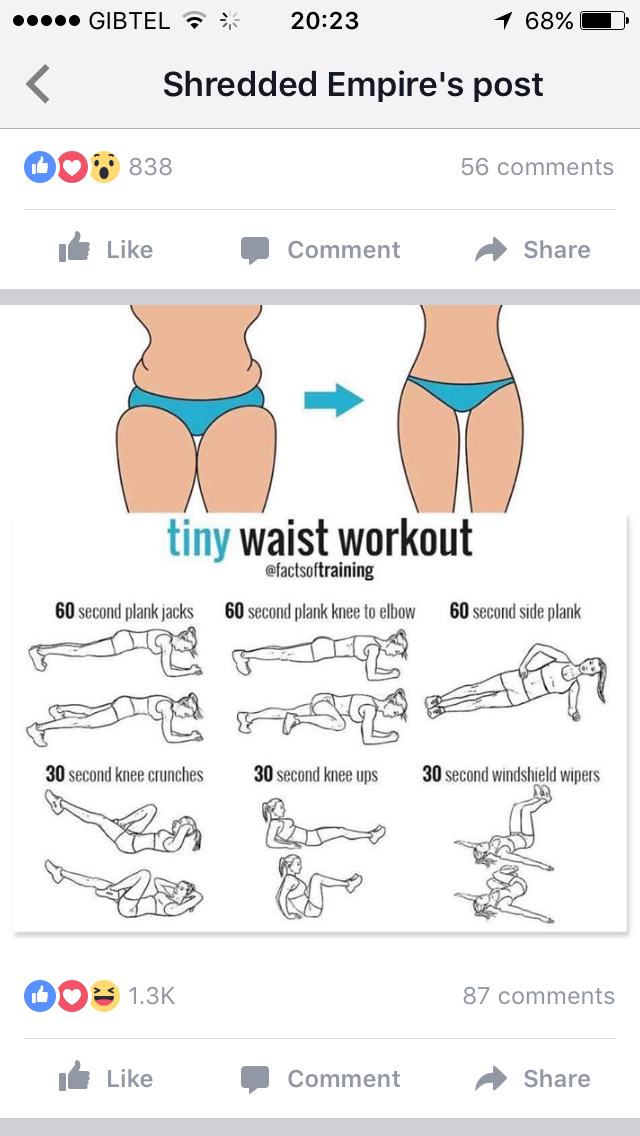 GIBTEL 20:23 68%
Shredded Empire's post
838 56 comments
Like Comment Share
tiny waist workout
@factsoftraining
60 second plank jacks 60 second plank knee to elbow 60 second side plank
30 second knee crunches 30 second knee ups 30 second windshield wipers
1.3K 87 comments
Like Comment Share